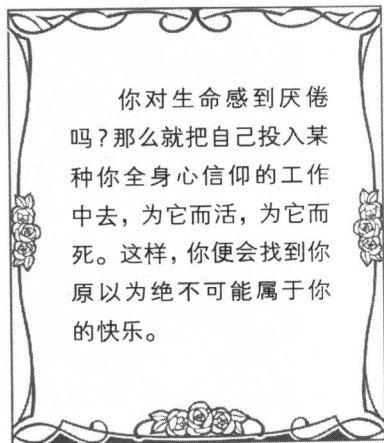 你对生命感到厌倦
吗？那么就把自己投入某
种你全身心信仰的工作
中去，为它而活，为它而
死。这样，你便会找到你
原以为绝不可能属于你
的快乐。